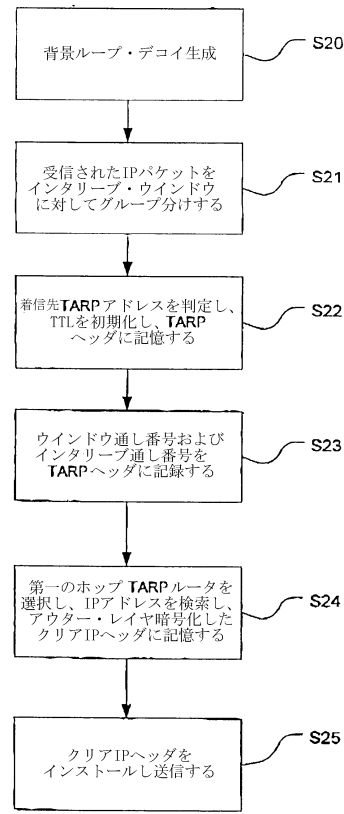 背景ループ・デコイ生成
S20
受信されたIPパケットを
インタリーブ・ウインドウ
に対してグループ分けする
S21
着信先TARPアドレスを判定し、
TTLを初期化し、TARP
ヘッダに記憶する
S22
ウインドウ通し番号および
インタリーブ通し番号を
TARPヘッダに記録する
S23
第一のホップTARPルータを
選択し、IPアドレスを検索し、
アウター・レイヤ暗号化した
クリアIPヘッダに記憶する
S24
クリアIPヘッダを
インストールし送信する
S25